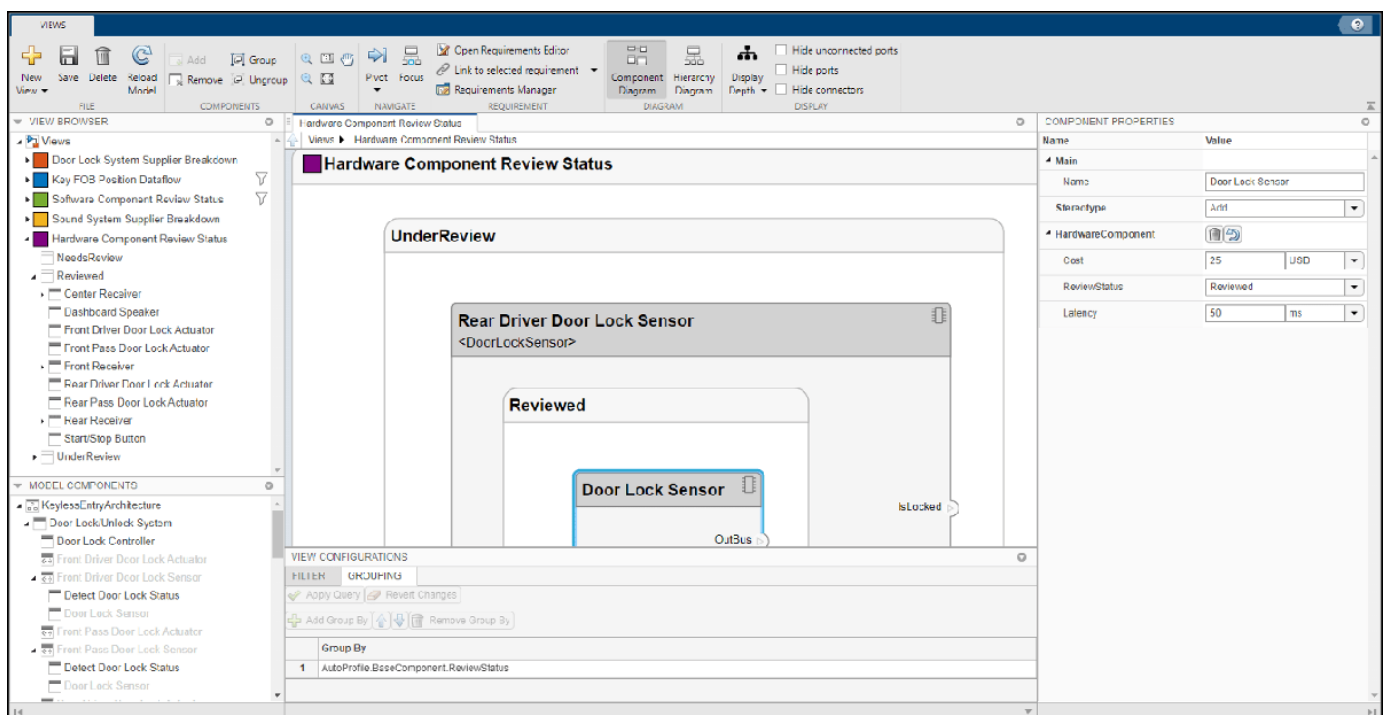 VIEWS
?
New View
Save
Delete
Reload Model
Add
Remove
Group
Ungroup
Pivot
Focus
Open Requirements Editor
Link to selected requirement
Requirements Manager
Component Diagram
Hierarchy Diagram
Display Depth
Hide unconnected ports
Hide ports
Hide connectors
FILE
COMPONENTS
CANVAS
NAVIGATE
REQUIREMENT
DIAGRAM
DISPLAY
VIEW BROWSER
Views
Door Lock System Supplier Breakdown
Key FOB Position Dataflow
Software Component Review Status
Sound System Supplier Breakdown
Hardware Component Review Status
NeedsReview
Reviewed
Center Receiver
Dashboard Speaker
Front Driver Door Lock Actuator
Front Pass Door Lock Actuator
Front Receiver
Rear Driver Door Lock Actuator
Rear Pass Door Lock Actuator
Rear Receiver
Start/Stop Button
UnderReview
MODEL COMPONENTS
KeylessEntryArchitecture
Door Lock/Unlock System
Door Lock Controller
Front Driver Door Lock Actuator
Front Driver Door Lock Sensor
Detect Door Lock Status
Door Lock Sensor
Front Pass Door Lock Actuator
Front Pass Door Lock Sensor
Detect Door Lock Status
Door Lock Sensor
Hardware Component Review Status
Views ▶ Hardware Component Review Status
Hardware Component Review Status
UnderReview
Rear Driver Door Lock Sensor
<DoorLockSensor>
Reviewed
Door Lock Sensor
OutBus
IsLocked
VIEW CONFIGURATIONS
FILTER GROUPING
Apply Query Revert Changes
Add Group By Remove Group By
Group By
1 AutoProfile.BaseComponent.ReviewStatus
COMPONENT PROPERTIES
Name Value
Main
Name Door Lock Sensor
Stereotype Add
HardwareComponent
Cost 25 USD
ReviewStatus Reviewed
Latency 50 ms